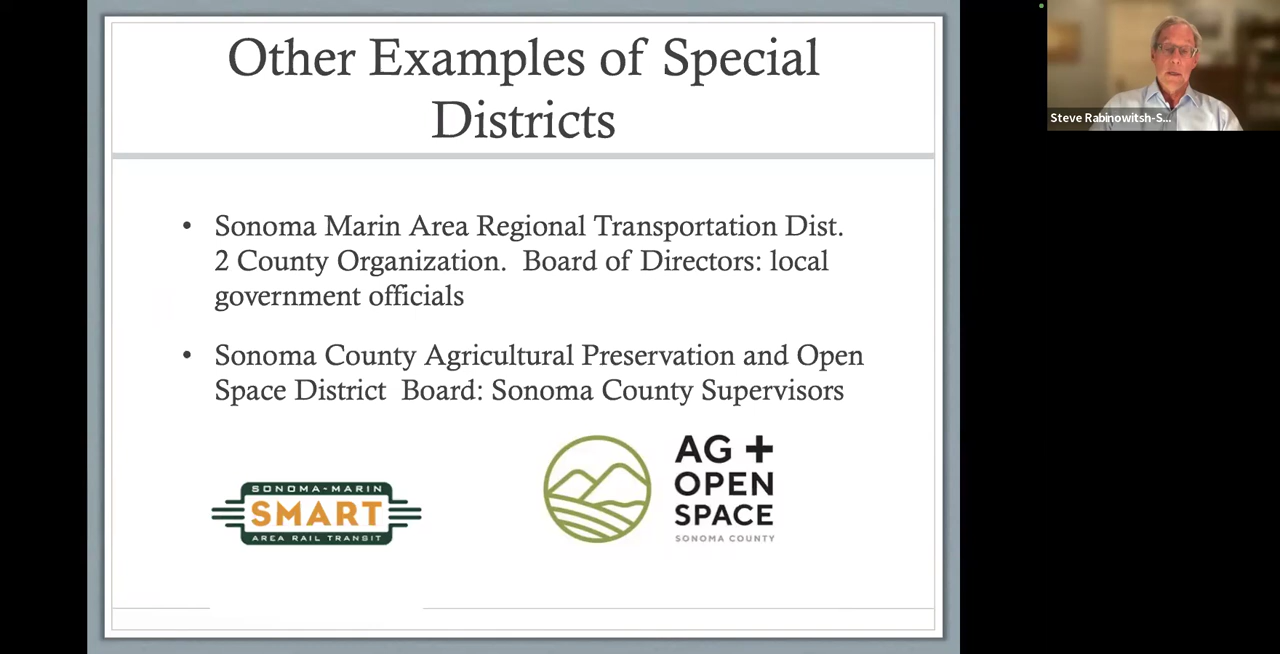 Other Examples of Special
Districts
• Sonoma Marin Area Regional Transportation Dist.
2 County Organization.  Board of Directors: local
government officials
• Sonoma County Agricultural Preservation and Open
Space District  Board: Sonoma County Supervisors
SONOMA-MARIN
SMART
AREA RAIL TRANSIT
AG +
OPEN
SPACE
SONOMA COUNTY
Steve Rabinowitsh-S...